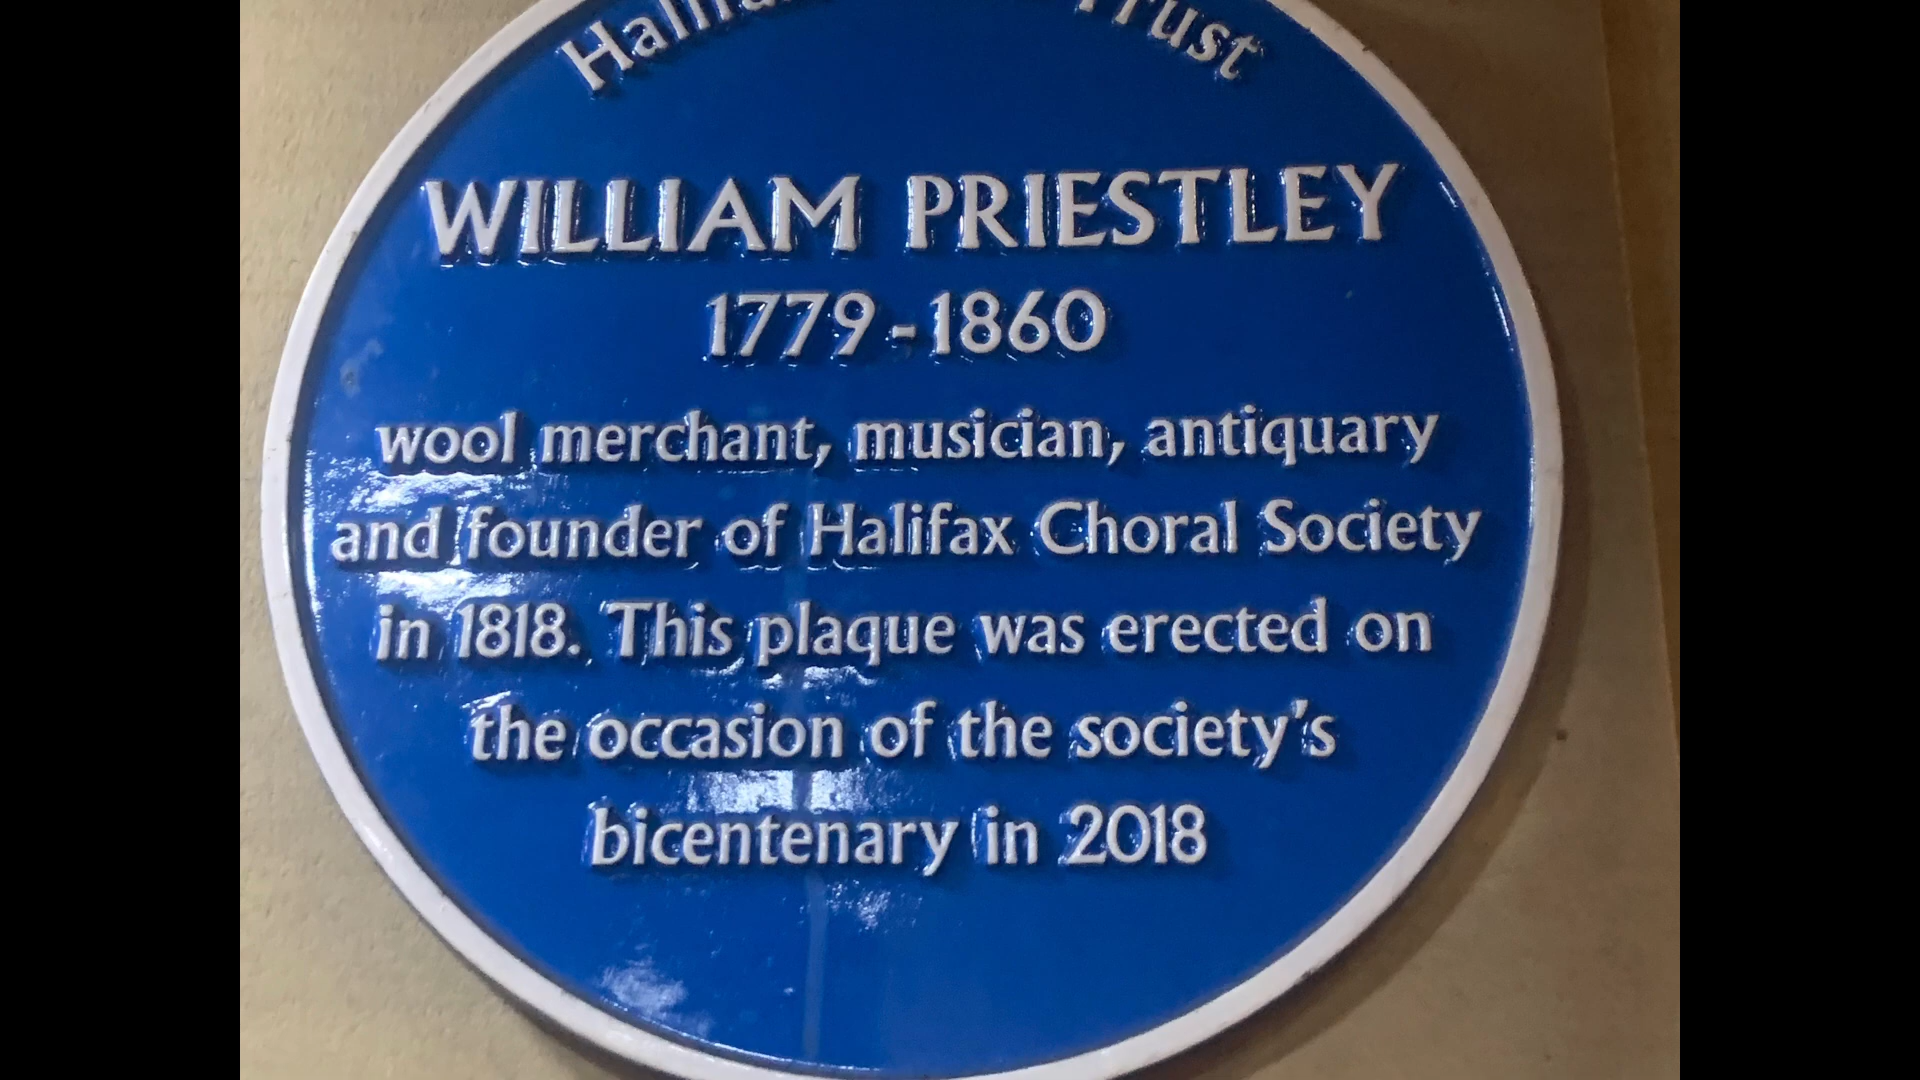 Trust
WILLIAM PRIESTLEY
1779-1860
wool merchant, musician, antiquary
and founder of Halifax Choral Society
in 1818. This plaque was erected on
the occasion of the society's
bicentenary in 2018